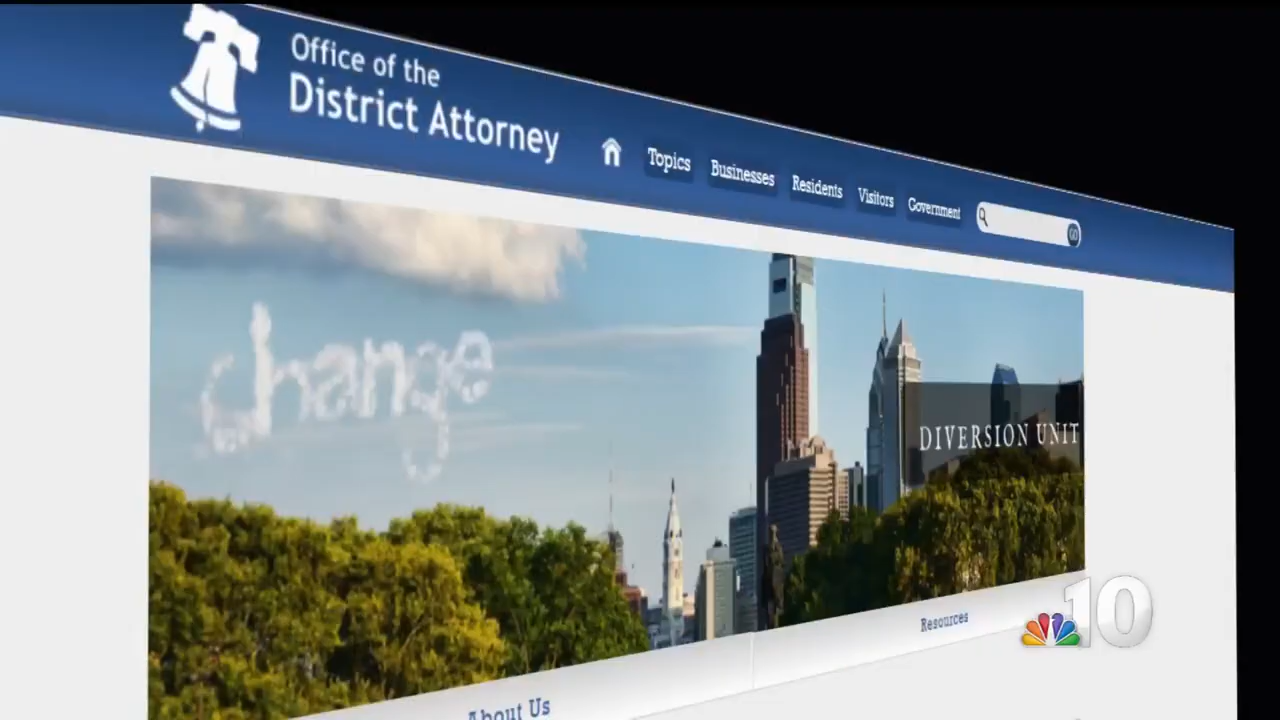 Office of the
District Attorney
Topics
Businesses
Residents
Visitors
Government
GO
change
DIVERSION UNIT
Resources
About Us
10